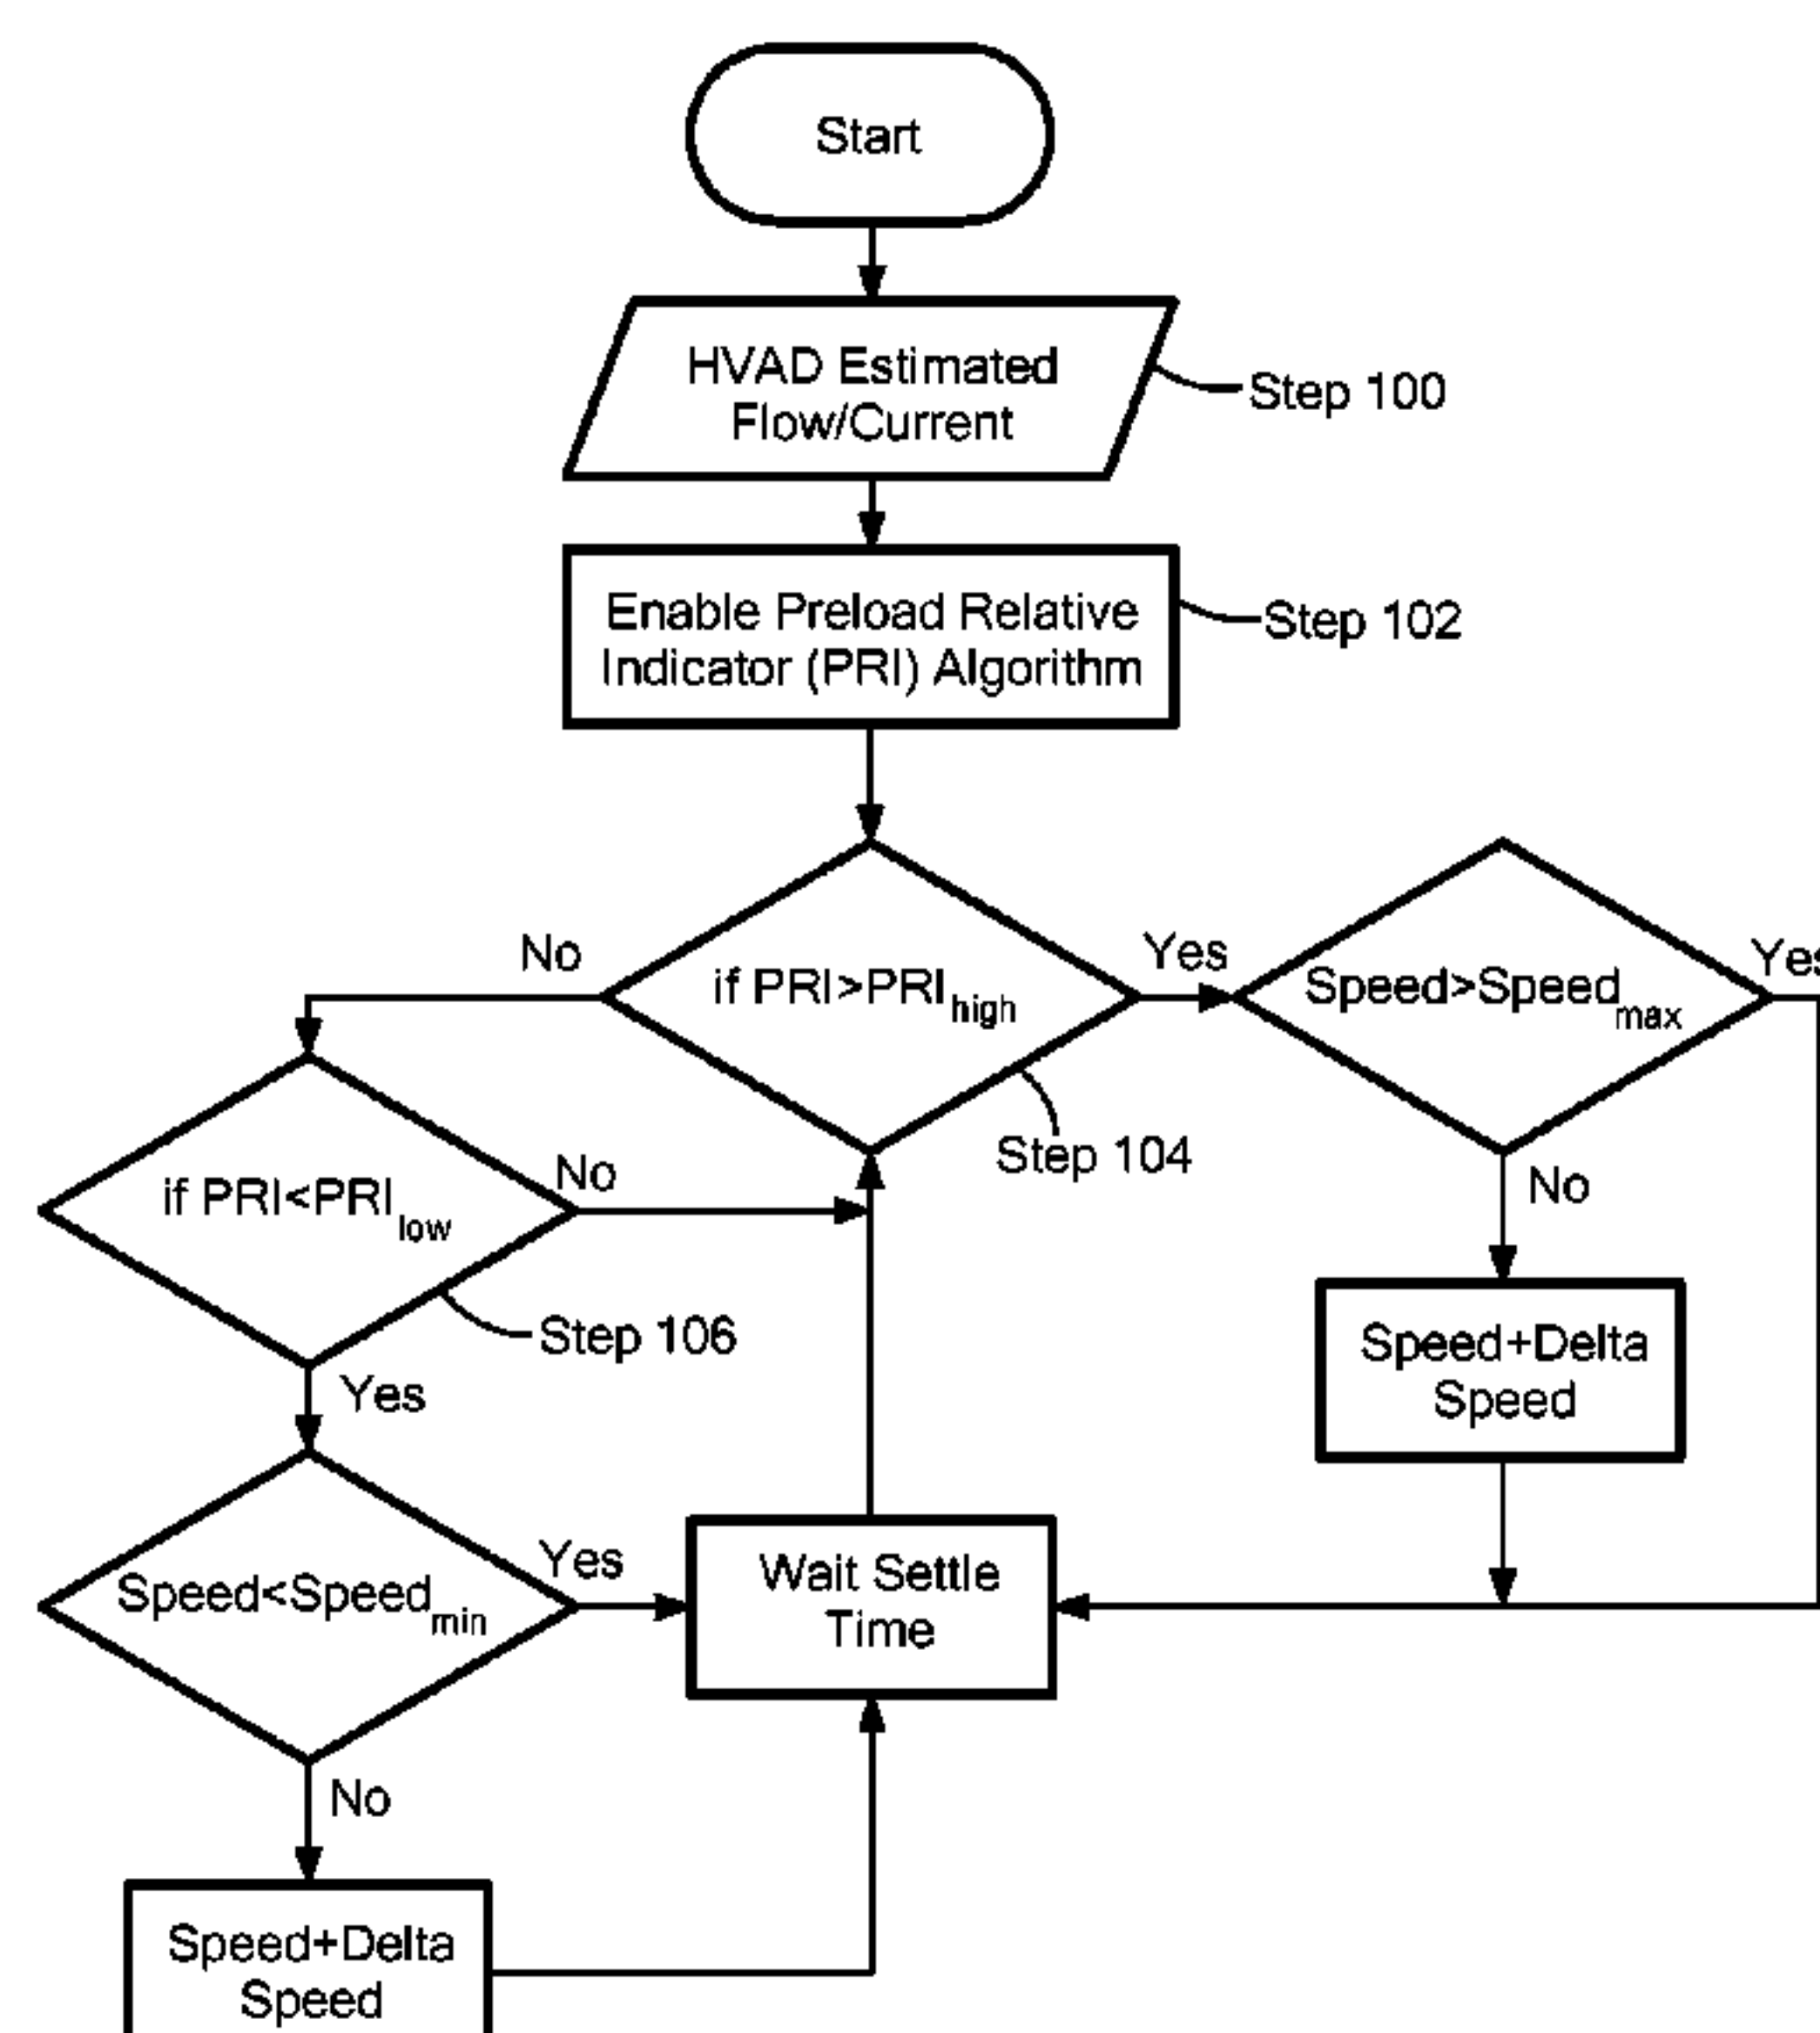 Start
HVAD Estimated
Flow/Current
Step 100
Enable Preload Relative
Indicator (PRI) Algorithm
Step 102
No
if PRI>PRIhigh
Yes
Speed>Speedmax
Yes
Step 104
No
if PRI<PRIlow
No
Step 106
Speed+Delta
Speed
Yes
Speed<Speedmin
Yes
Wait Settle
Time
No
Speed+Delta
Speed